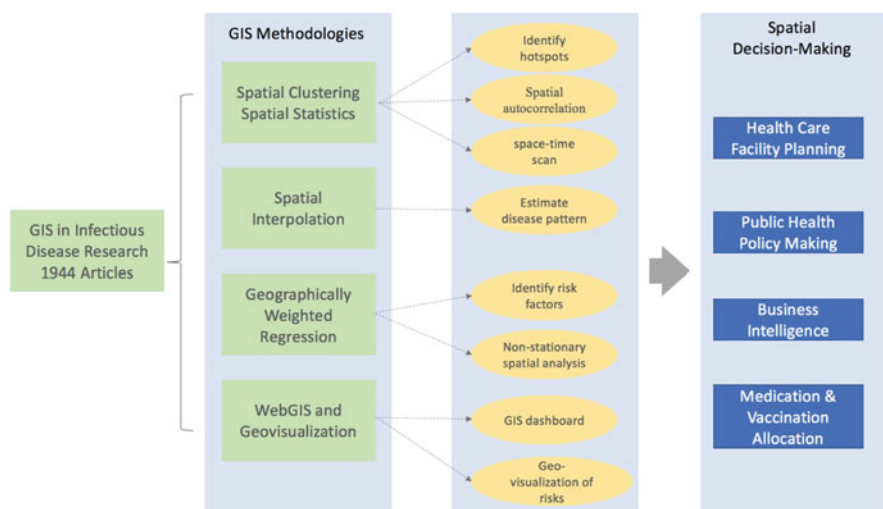 GIS in Infectious
Disease Research
1944 Articles
GIS Methodologies
Spatial Clustering
Spatial Statistics
Spatial
Interpolation
Geographically
Weighted
Regression
WebGIS and
Geovisualization
Identify
hotspots
Spatial
autocorrelation
space-time
scan
Estimate
disease pattern
Identify risk
factors
Non-stationary
spatial analysis
GIS dashboard
Geo-
visualization of
risks
Spatial
Decision-Making
Health Care
Facility Planning
Public Health
Policy Making
Business
Intelligence
Medication &
Vaccination
Allocation